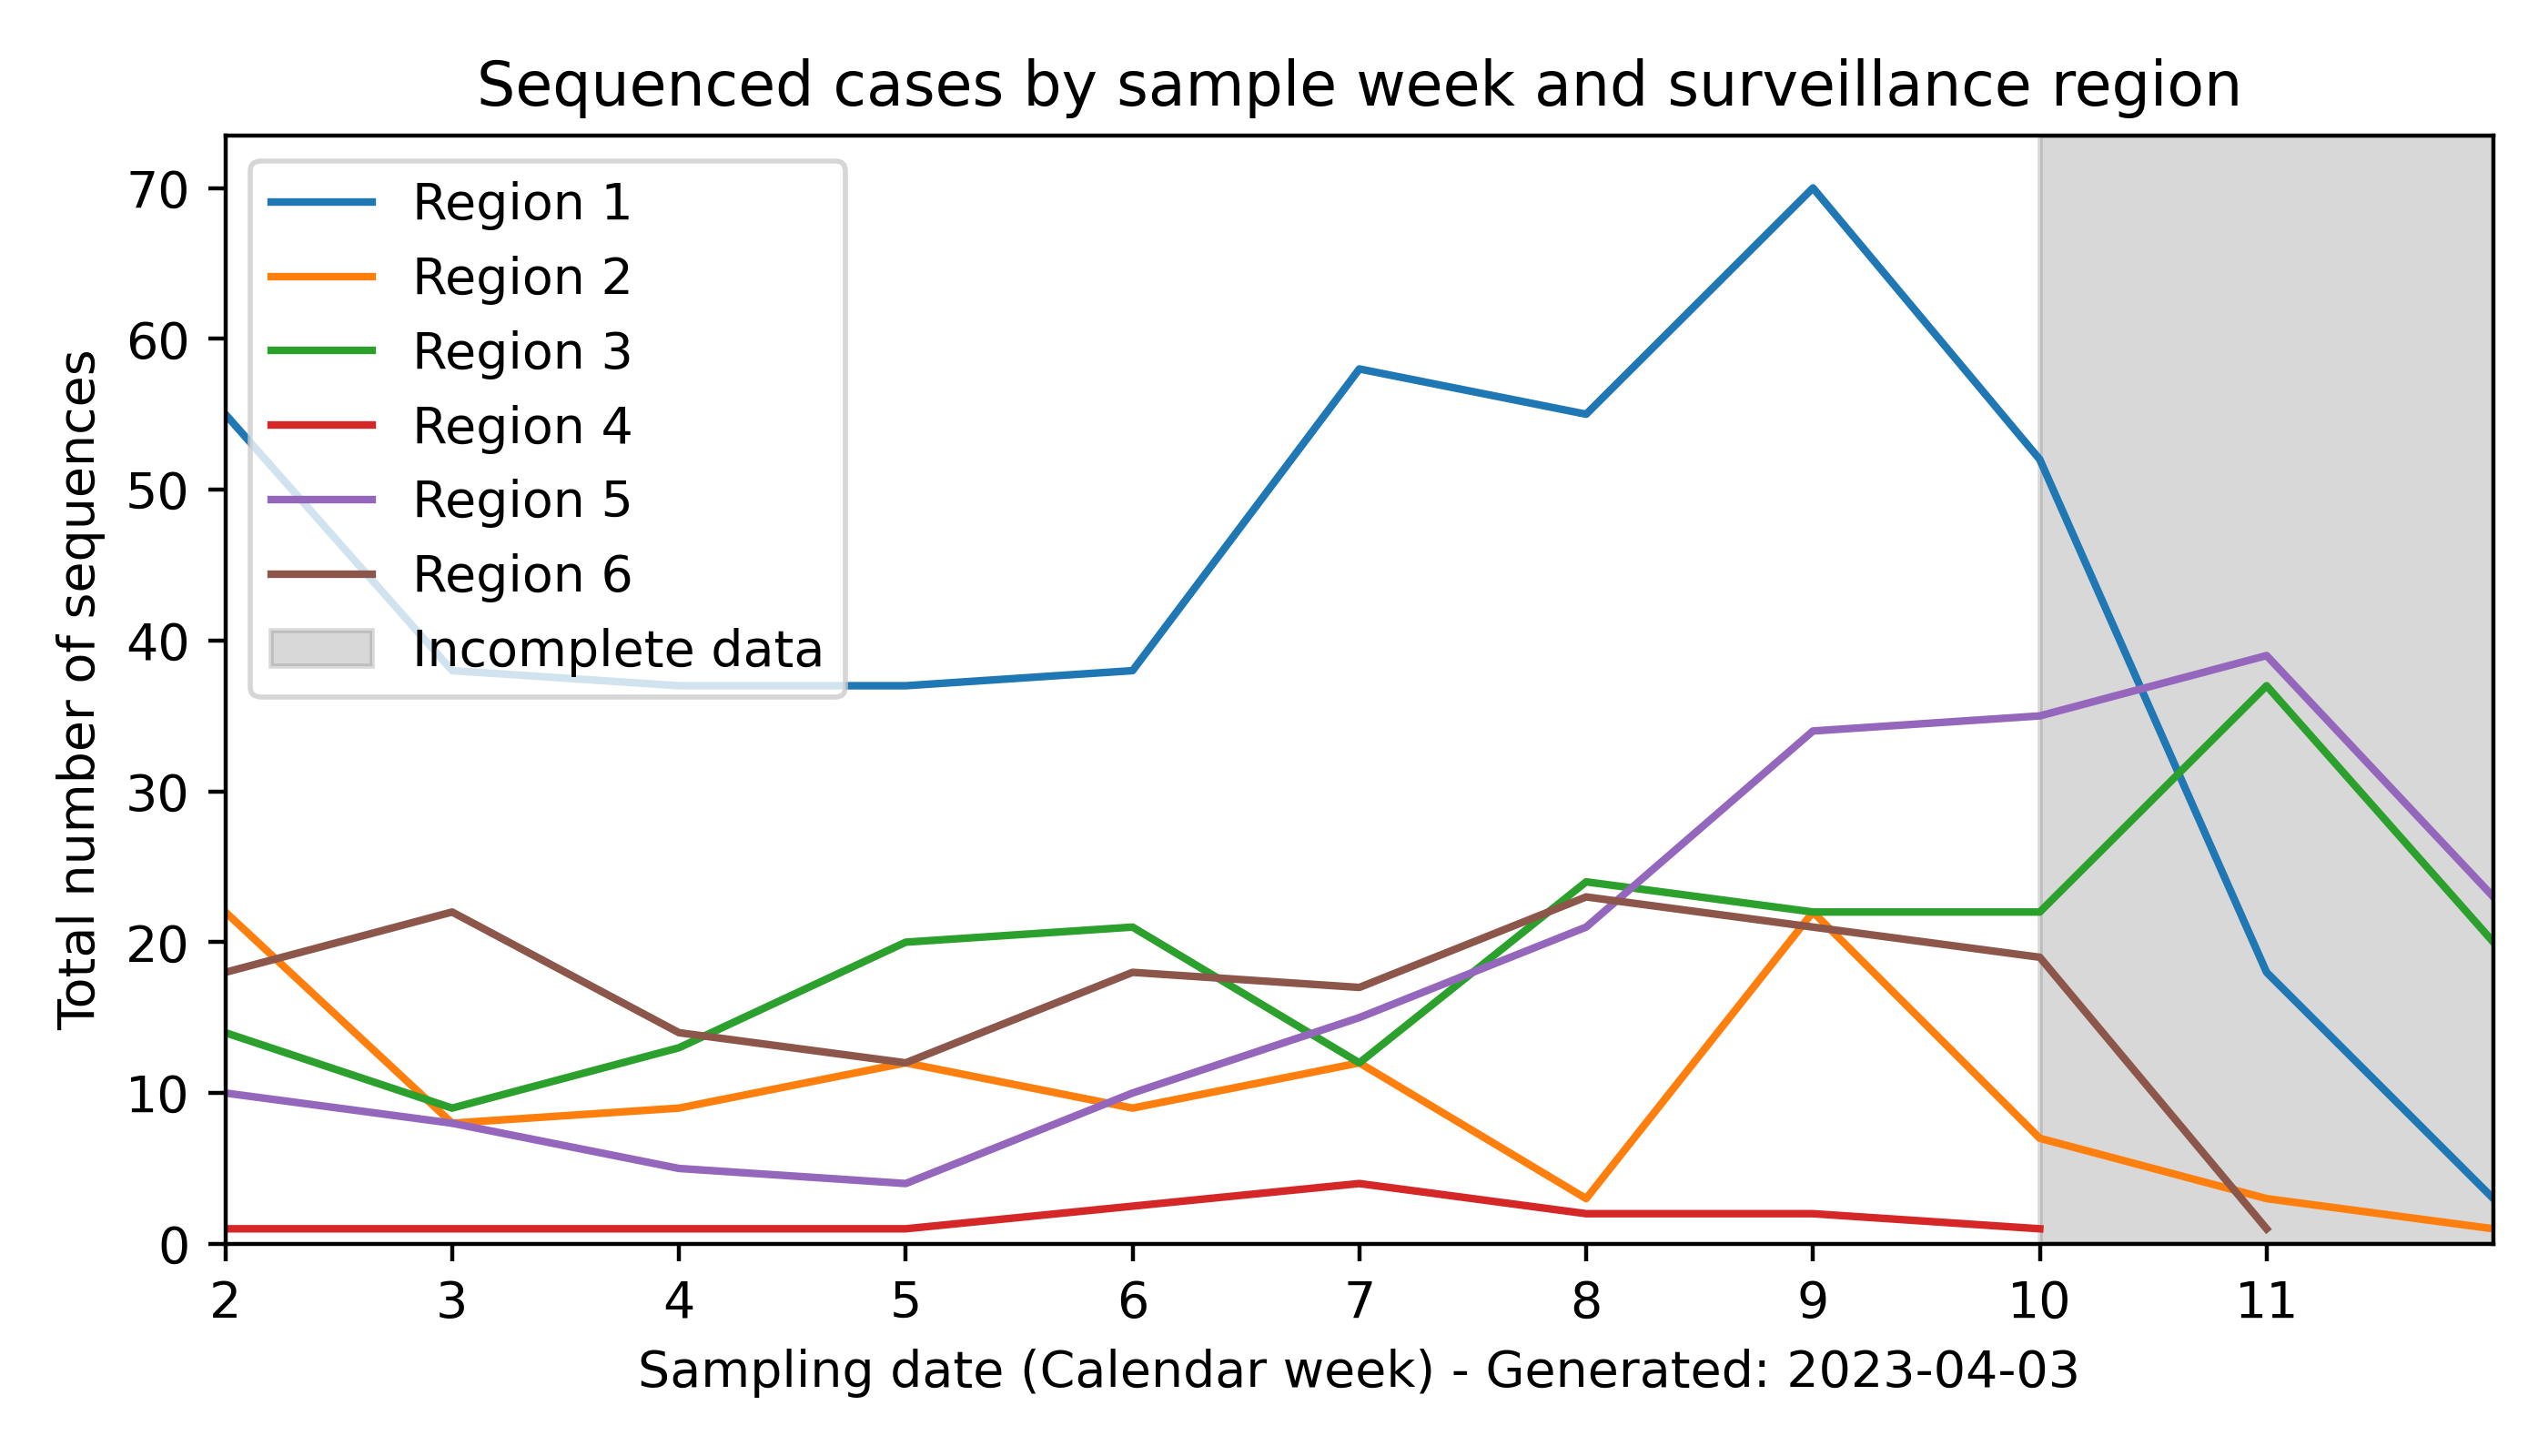 Sequenced cases by sample week and surveillance region
Total number of sequences
70
60
50
40
30
20
10
0
Region 1
Region 2
Region 3
Region 4
Region 5
Region 6
Incomplete data
2 3 4 5 6 7 8 9 10 11
Sampling date (Calendar week) - Generated: 2023-04-03